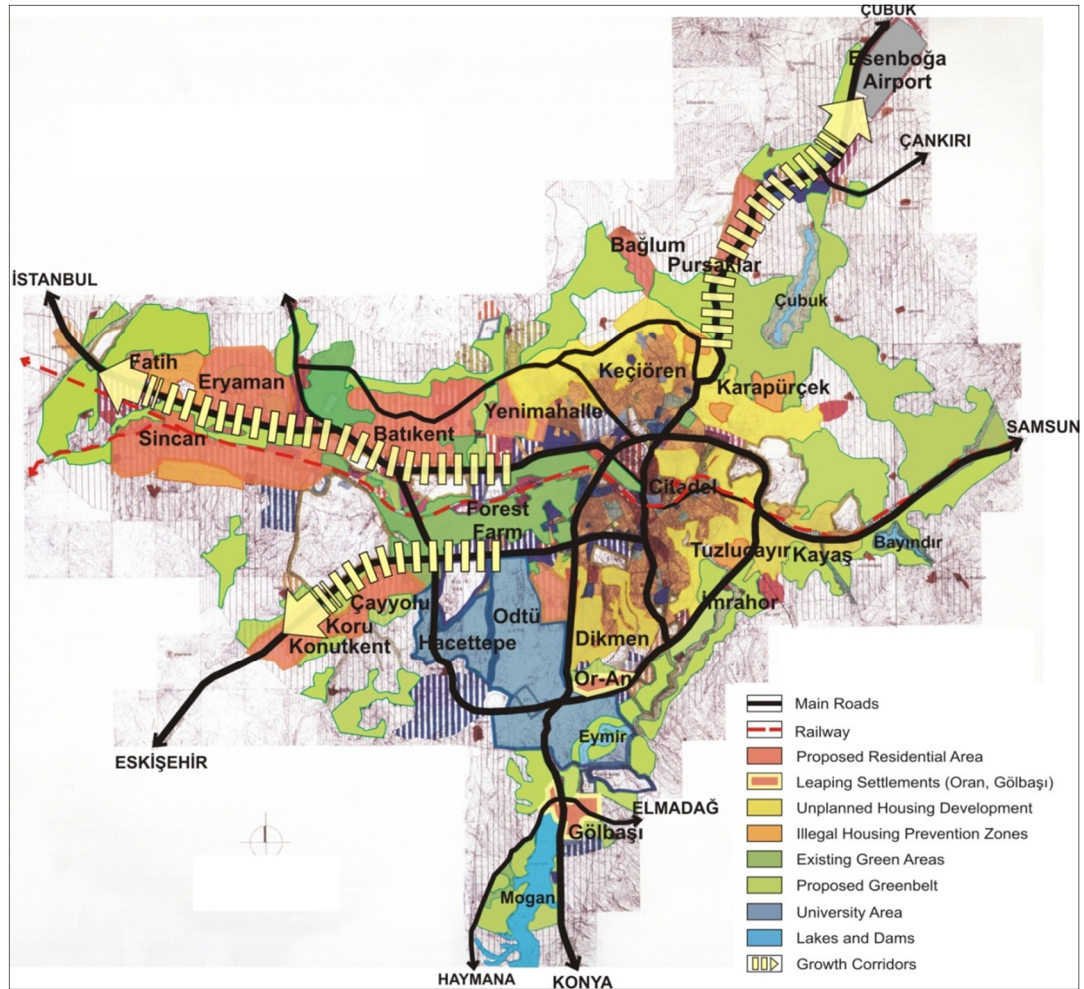 ÇUBUK
Esenboğa
Airport
ÇANKIRI
Bağlum
Pursaklar
Çubuk
İSTANBUL
Fatih
Eryaman
Keçiören
Karapürçek
Yenimahalle
Batıkent
Sincan
SAMSUN
Citadel
Forest
Farm
Tuzluçayır
Kayaş
Bayındır
Çayyolu
Koru
Konutkent
Odtü
Hacettepe
İmrahor
Dikmen
Or-An
Eymir
ESKİŞEHİR
ELMADAĞ
Gölbaşı
Mogan
HAYMANA
KONYA
Main Roads
Railway
Proposed Residential Area
Leaping Settlements (Oran, Gölbaşı)
Unplanned Housing Development
Illegal Housing Prevention Zones
Existing Green Areas
Proposed Greenbelt
University Area
Lakes and Dams
Growth Corridors